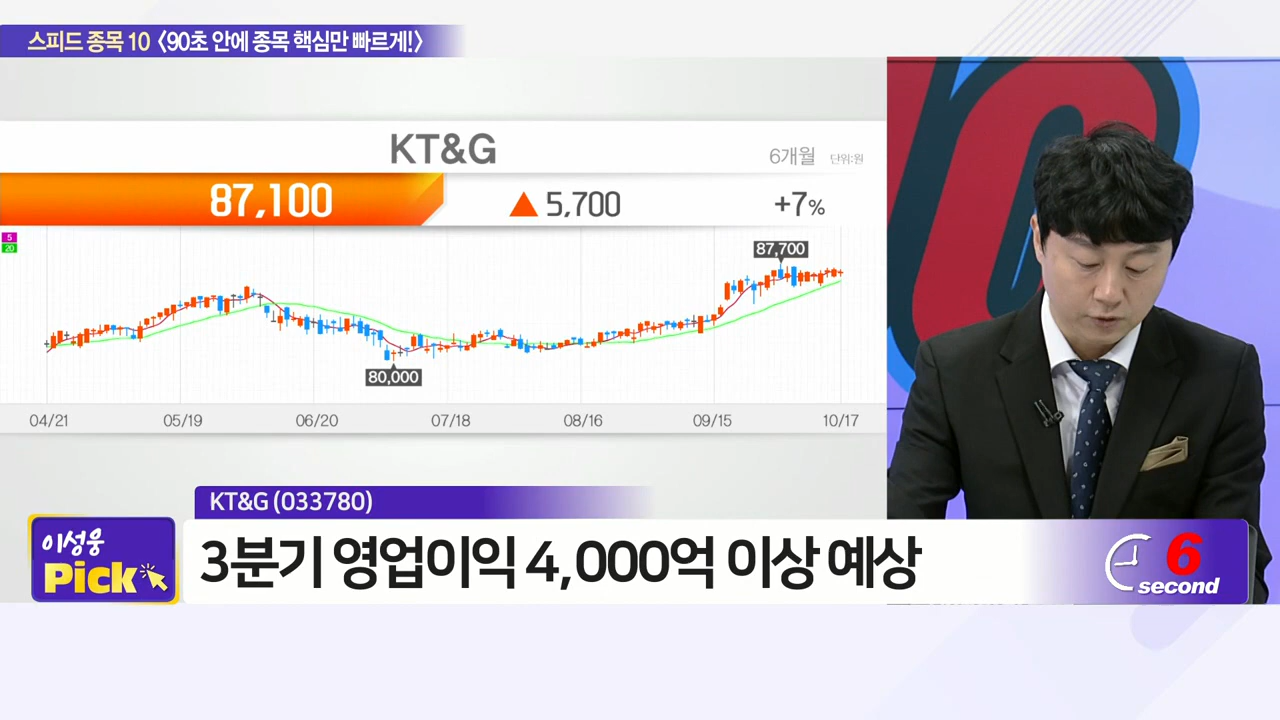 스피드 종목 10 〈90초 안에 종목 핵심만 빠르게!〉
KT&G
6개월 단위:원
87,100 ▲ 5,700 +7%
5
20
87,700
80,000
04/21 05/19 06/20 07/18 08/16 09/15 10/17
KT&G (033780)
이성웅
Pick
3분기 영업이익 4,000억 이상 예상
6
second